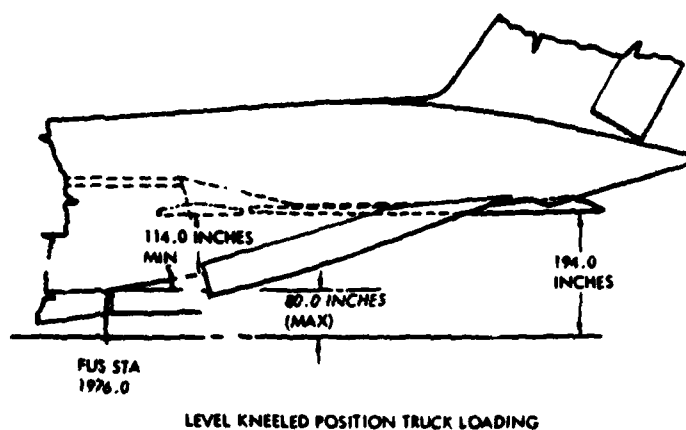 114.0 INCHES
MIN
80.0 INCHES
(MAX)
194.0
INCHES
FUS STA
1976.0
LEVEL KNEELED POSITION TRUCK LOADING